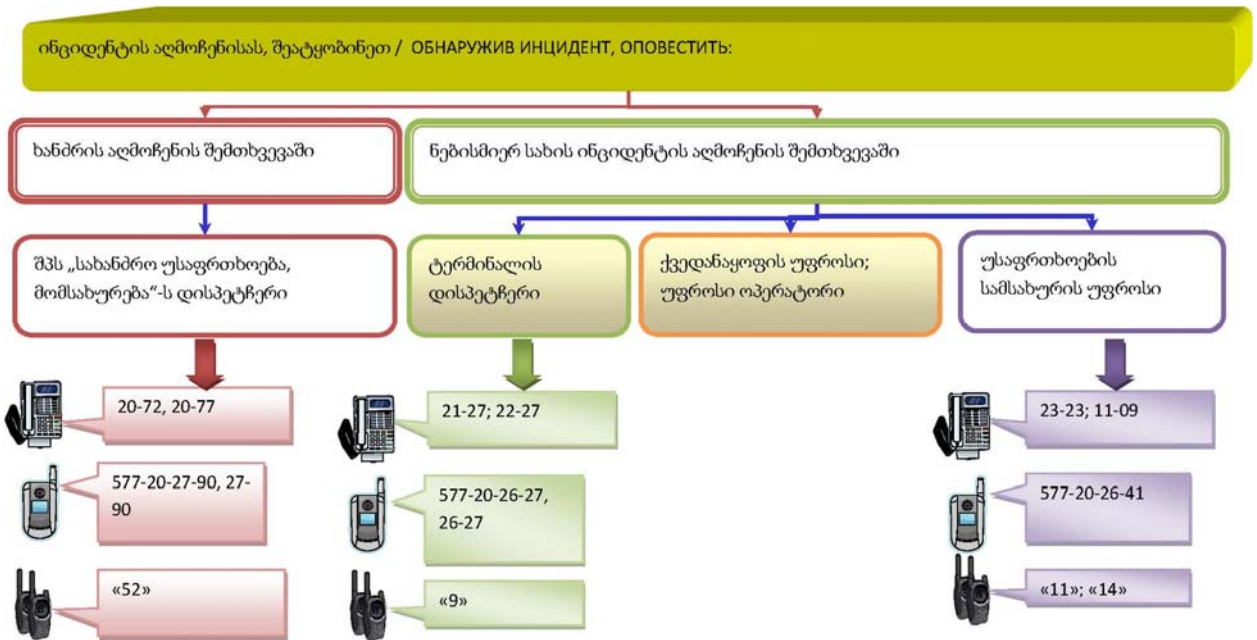 ინციდენტის აღმოჩენისას, შეატყობინეთ / ОБНАРУЖИВ ИНЦИДЕНТ, ОПОВЕСТИТЬ:
ხანძრის აღმოჩენის შემთხვევაში
ნებისმიერ სახის ინციდენტის აღმოჩენის შემთხვევაში
შპს „სახანძრო უსაფრთხოება,
მომსახურება“-ს დისპეტჩერი
ტერმინალის
დისპეტჩერი
ქვედანაყოფის უფროსი;
უფროსი ოპერატორი
უსაფრთხოების
სამსახურის უფროსი
20-72, 20-77
21-27; 22-27
23-23; 11-09
577-20-27-90, 27-
90
577-20-26-27,
26-27
577-20-26-41
«52»
«9»
«11»; «14»